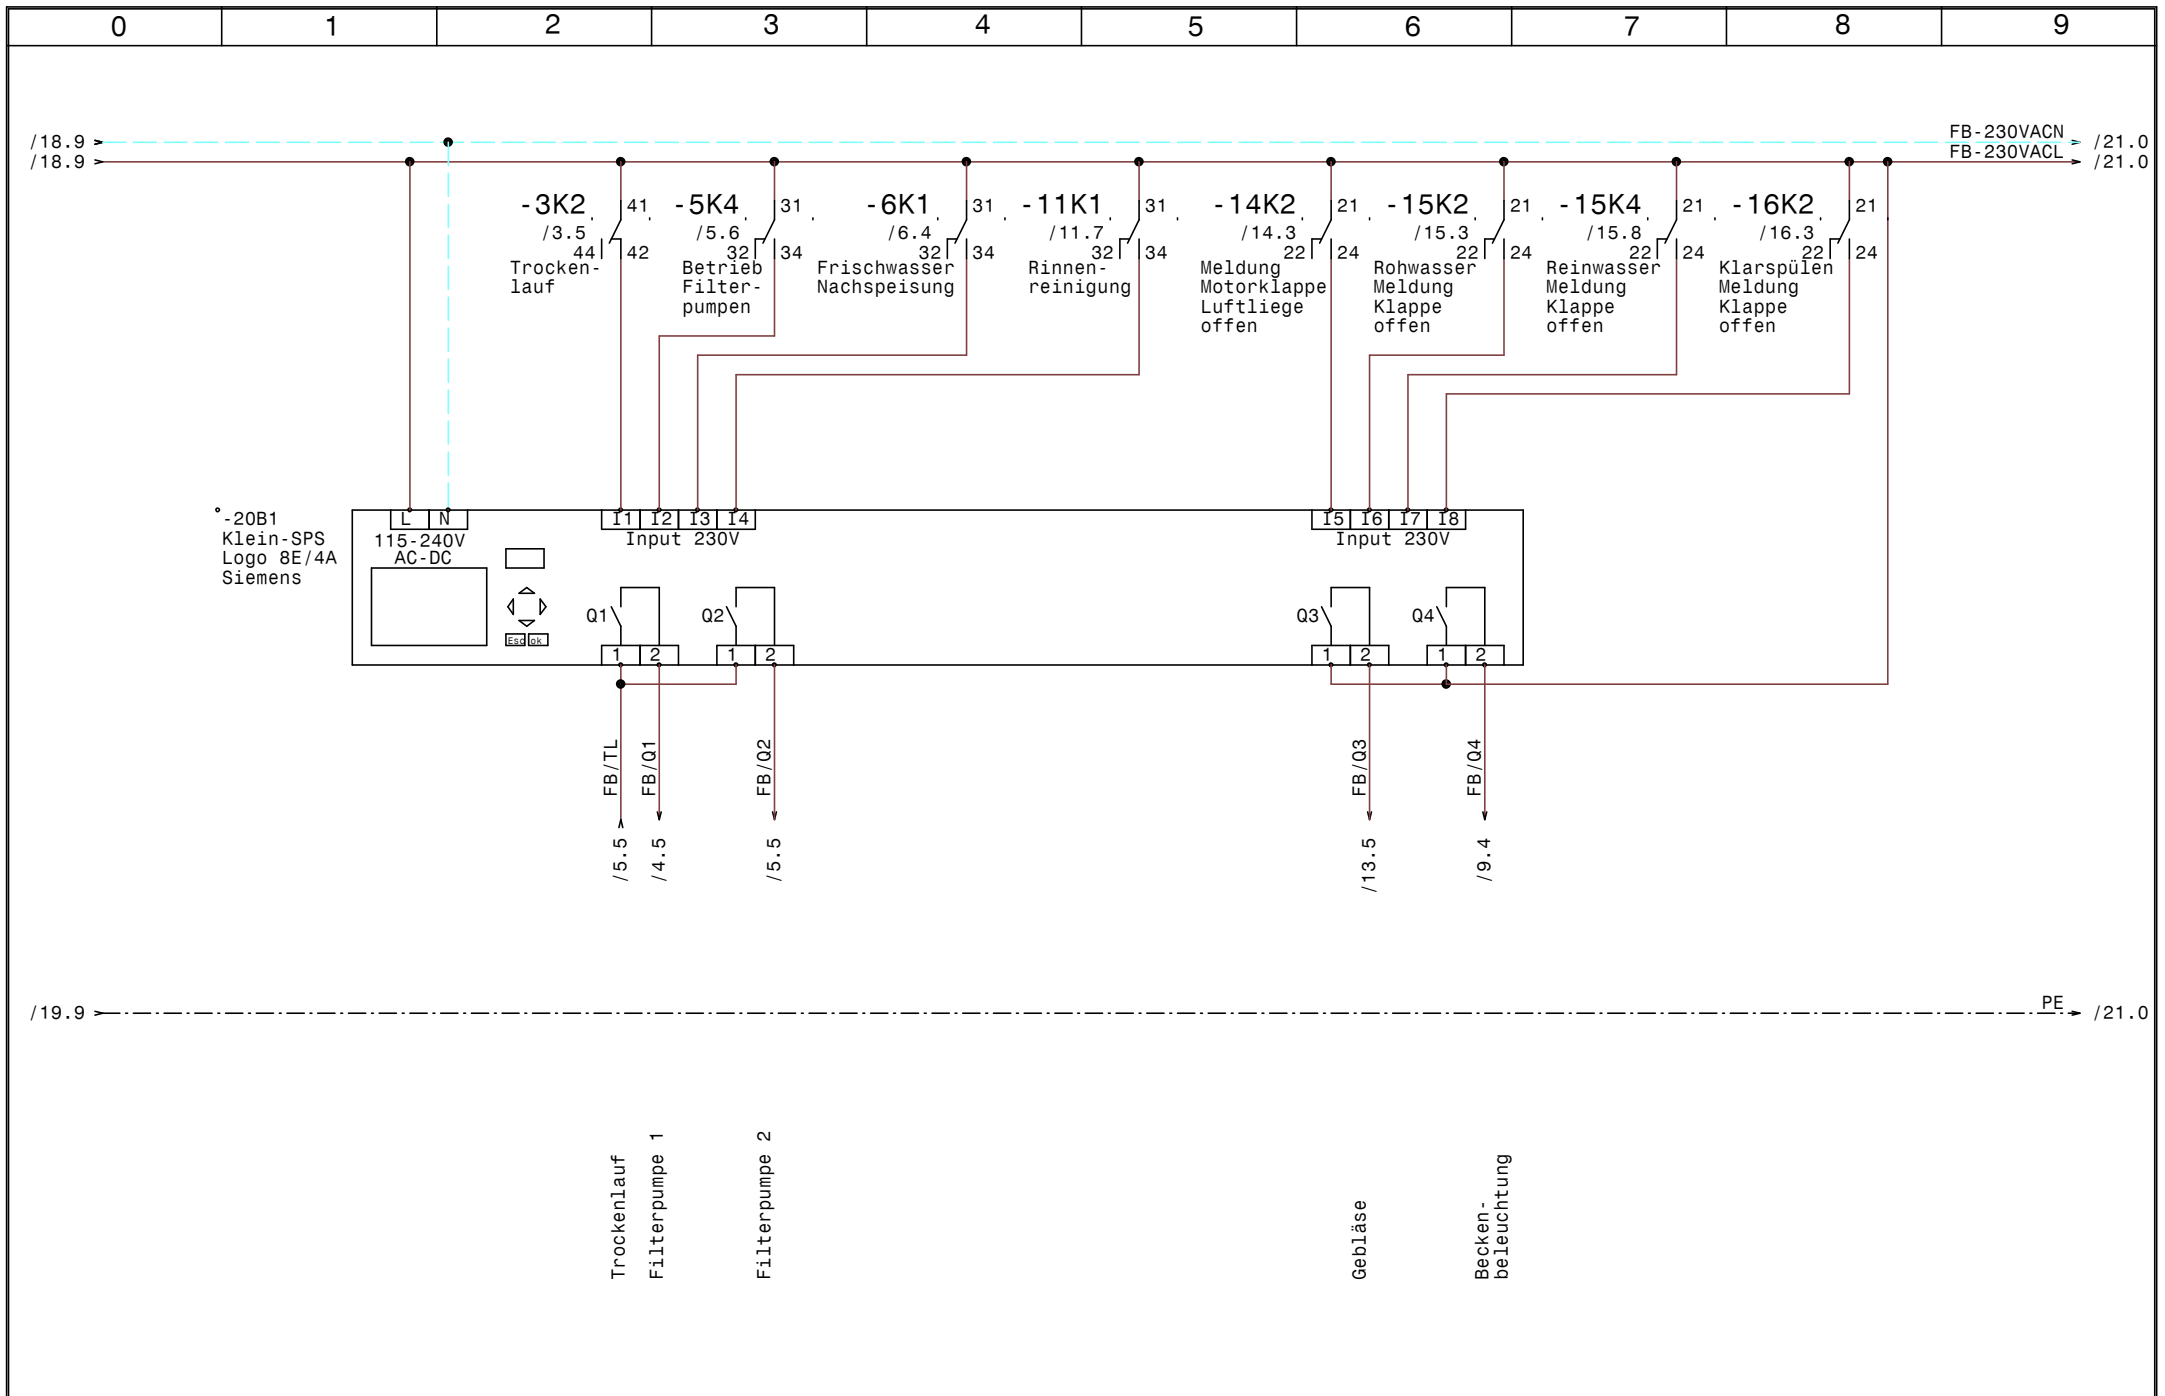 0 1 2 3 4 5 6 7 8 9
/18.9 FB-230VACN /21.0
/18.9 FB-230VACL /21.0
-3K2 41
/3.5
44 42
Trocken-
lauf
-5K4 31
/5.6
32 34
Betrieb
Filter-
pumpen
-6K1 31
/6.4
32 34
Frischwasser
Nachspeisung
-11K1 31
/11.7
32 34
Rinnen-
reinigung
-14K2 21
/14.3
22 24
Meldung
Motorklappe
Luftliege
offen
-15K2 21
/15.3
22 24
Rohwasser
Meldung
Klappe
offen
-15K4 21
/15.8
22 24
Reinwasser
Meldung
Klappe
offen
-16K2 21
/16.3
22 24
Klarspülen
Meldung
Klappe
offen
-20B1
Klein-SPS
Logo 8E/4A
Siemens
L N
115-240V
AC-DC
I1 I2 I3 I4
Input 230V
I5 I6 I7 I8
Input 230V
Esc ok
Q1 Q2 Q3 Q4
1 2 1 2 1 2 1 2
FB/TL
FB/Q1
FB/Q2
FB/Q3
FB/Q4
/5.5
/4.5
/5.5
/13.5
/9.4
/19.9 PE /21.0
Trockenlauf
Filterpumpe 1
Filterpumpe 2
Gebläse
Becken-
beleuchtung